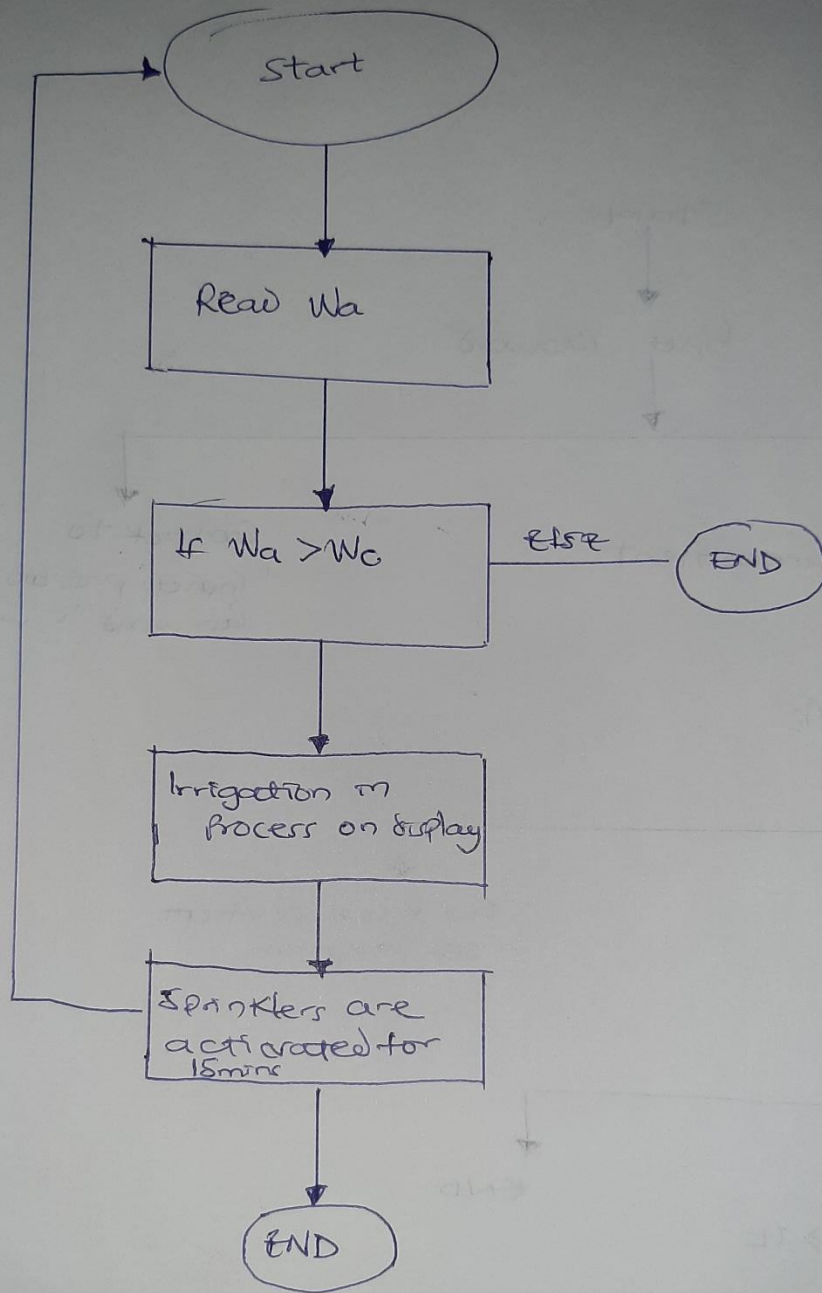 Start
Read Wa
If Wa > Wc
Else
END
Irrigation in
Process on display
Sprinklers are
activated for
15mins
END